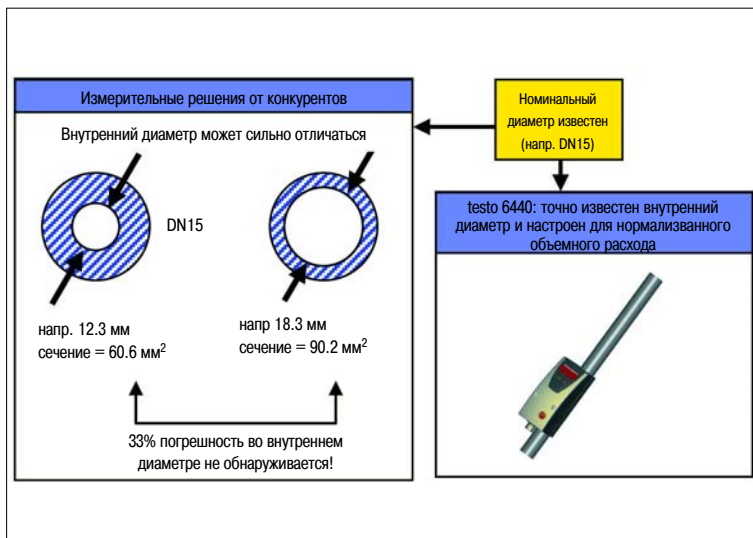 Измерительные решения от конкурентов
Внутренний диаметр может сильно отличаться
DN15
напр. 12.3 мм
сечение = 60.6 мм²
напр 18.3 мм
сечение = 90.2 мм²
33% погрешность во внутреннем
диаметре не обнаруживается!
Номинальный
диаметр известен
(напр. DN15)
testo 6440: точно известен внутренний
диаметр и настроен для нормализванного
объемного расхода